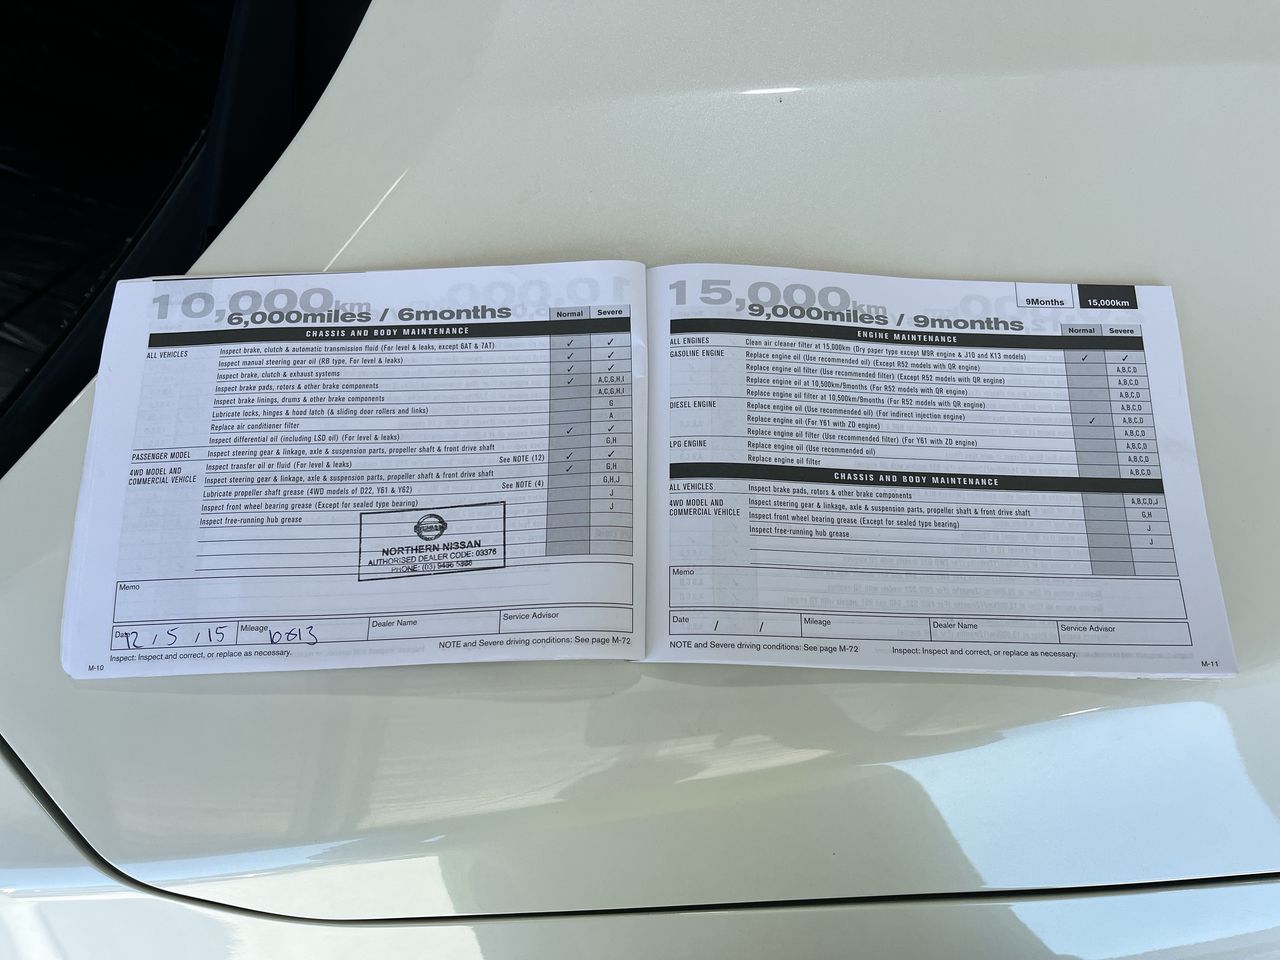 10,000km
6,000miles / 6months
Normal Severe
CHASSIS AND BODY MAINTENANCE
ALL VEHICLES Inspect brake, clutch & automatic transmission fluid (For level & leaks, except 6AT & 7AT) ✓ ✓
Inspect manual steering gear oil (RB type, For level & leaks) ✓ ✓
Inspect brake, clutch & exhaust systems ✓ ✓
Inspect brake pads, rotors & other brake components ✓ A,C,G,H,I
Inspect brake linings, drums & other brake components A,C,G,H,I
Lubricate locks, hinges & hood latch (& sliding door rollers and links) G
Replace air conditioner filter A
Inspect differential oil (including LSD oil) (For level & leaks) ✓ ✓
PASSENGER MODEL Inspect steering gear & linkage, axle & suspension parts, propeller shaft & front drive shaft G,H
4WD MODEL AND COMMERCIAL VEHICLE Inspect transfer oil or fluid (For level & leaks) See NOTE (12) ✓ ✓
Inspect steering gear & linkage, axle & suspension parts, propeller shaft & front drive shaft ✓ G,H
Lubricate propeller shaft grease (4WD models of D22, Y61 & Y62) See NOTE (4) G,H,J
Inspect front wheel bearing grease (Except for sealed type bearing) J
Inspect free-running hub grease J
NISSAN
NORTHERN NISSAN
AUTHORISED DEALER CODE: 03376
PHONE: (03)
Memo
Date 12 / 5 / 15 Mileage 10813 Dealer Name Service Advisor
Inspect: Inspect and correct, or replace as necessary. NOTE and Severe driving conditions: See page M-72
M-10
15,000km
9,000miles / 9months
9Months 15,000km
Normal Severe
ENGINE MAINTENANCE
ALL ENGINES Clean air cleaner filter at 15,000km (Dry paper type except M9R engine & J10 and K13 models) ✓ ✓
GASOLINE ENGINE Replace engine oil (Use recommended oil) (Except R52 models with QR engine) A,B,C,D
Replace engine oil filter (Use recommended filter) (Except R52 models with QR engine) A,B,C,D
Replace engine oil at 10,500km/9months (For R52 models with QR engine) A,B,C,D
Replace engine oil filter at 10,500km/9months (For R52 models with QR engine) A,B,C,D
DIESEL ENGINE Replace engine oil (Use recommended oil) (For indirect injection engine) ✓ A,B,C,D
Replace engine oil (For Y61 with ZD engine) A,B,C,D
Replace engine oil filter (Use recommended filter) (For Y61 with ZD engine) A,B,C,D
LPG ENGINE Replace engine oil (Use recommended oil) A,B,C,D
Replace engine oil filter A,B,C,D
CHASSIS AND BODY MAINTENANCE
ALL VEHICLES Inspect brake pads, rotors & other brake components A,B,C,D,J
4WD MODEL AND COMMERCIAL VEHICLE Inspect steering gear & linkage, axle & suspension parts, propeller shaft & front drive shaft G,H
Inspect front wheel bearing grease (Except for sealed type bearing) J
Inspect free-running hub grease J
Memo
Date / / Mileage Dealer Name Service Advisor
NOTE and Severe driving conditions: See page M-72 Inspect: Inspect and correct, or replace as necessary.
M-11